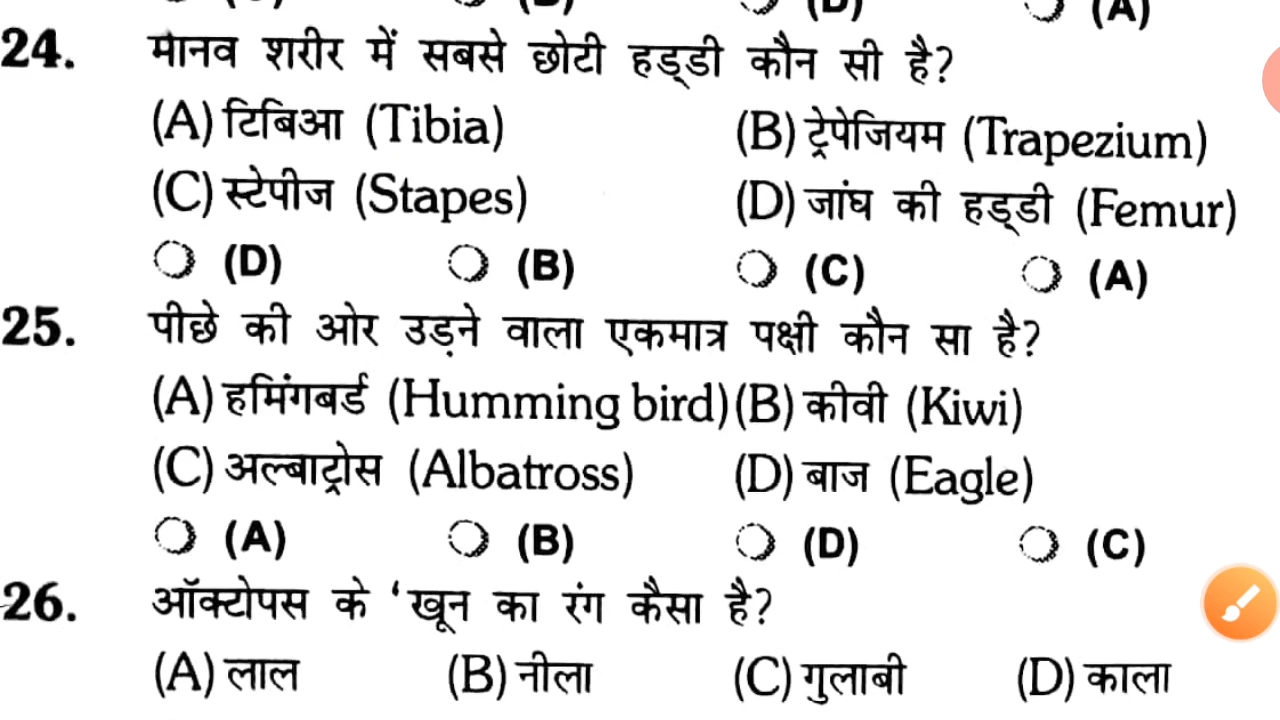 (D) (A)
24. मानव शरीर में सबसे छोटी हड्डी कौन सी है?
(A) टिबिआ (Tibia) (B) ट्रेपेजियम (Trapezium)
(C) स्टेपीज (Stapes) (D) जांघ की हड्डी (Femur)
(D) (B) (C) (A)
25. पीछे की ओर उड़ने वाला एकमात्र पक्षी कौन सा है?
(A) हमिंगबर्ड (Humming bird) (B) कीवी (Kiwi)
(C) अल्बाट्रोस (Albatross) (D) बाज (Eagle)
(A) (B) (D) (C)
26. ऑक्टोपस के ‘खून का रंग कैसा है?
(A) लाल (B) नीला (C) गुलाबी (D) काला